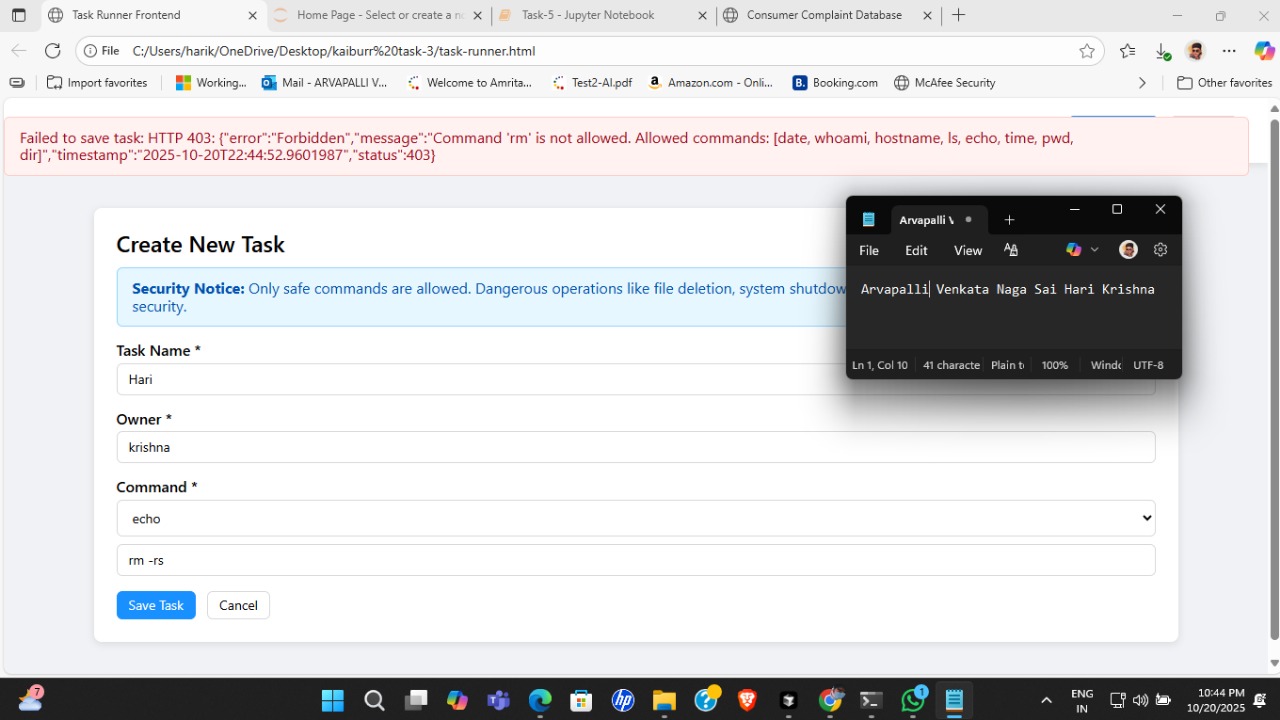 Task Runner Frontend
Home Page - Select or create a n
Task-5 - Jupyter Notebook
Consumer Complaint Database
File C:/Users/harik/OneDrive/Desktop/kaiburr%20task-3/task-runner.html
Import favorites
Working...
Mail - ARVAPALLI V...
Welcome to Amrita...
Test2-AI.pdf
Amazon.com - Onli...
Booking.com
McAfee Security
Other favorites
Failed to save task: HTTP 403: {"error":"Forbidden","message":"Command 'rm' is not allowed. Allowed commands: [date, whoami, hostname, ls, echo, time, pwd,
dir]","timestamp":"2025-10-20T22:44:52.9601987","status":403}
Arvapalli V
File Edit View
Arvapalli Venkata Naga Sai Hari Krishna
Ln 1, Col 10 41 characte Plain t 100% Windo UTF-8
Create New Task
Security Notice: Only safe commands are allowed. Dangerous operations like file deletion, system shutdow
security.
Task Name *
Hari
Owner *
krishna
Command *
echo
rm -rs
Save Task Cancel
7
1
ENG
IN
10:44 PM
10/20/2025